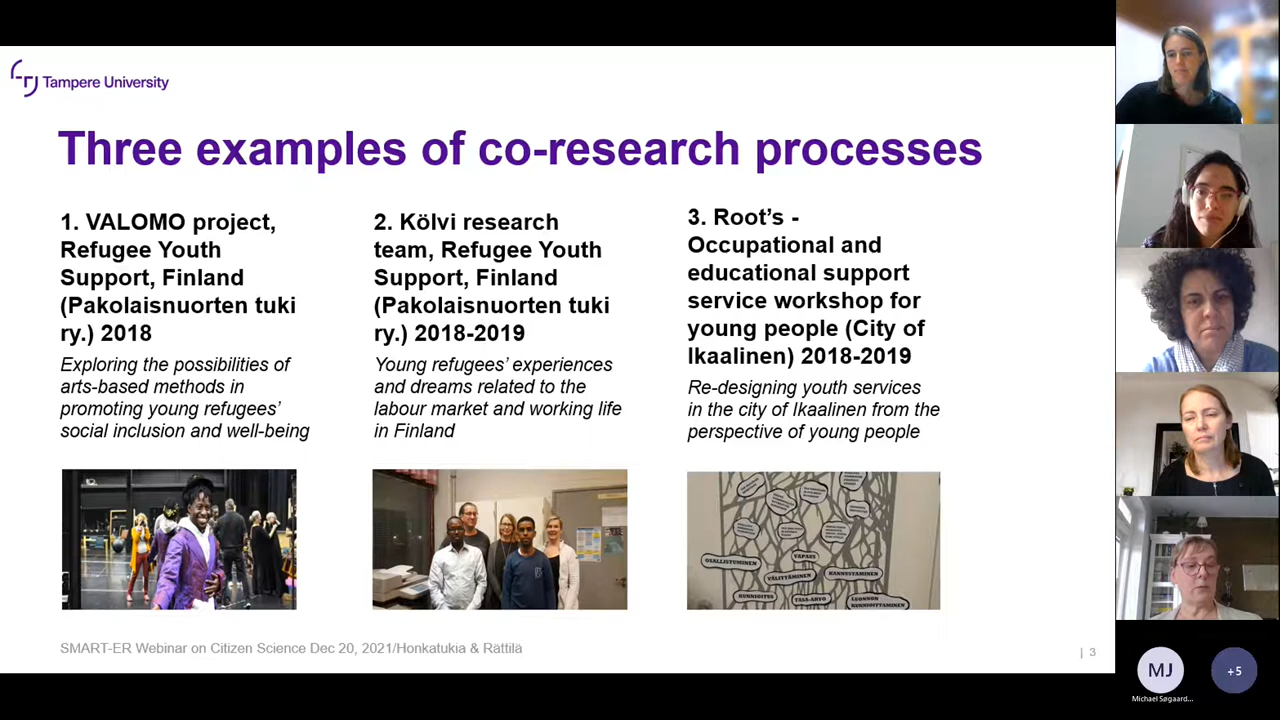 Tampere University
Three examples of co-research processes
1. VALOMO project,
Refugee Youth
Support, Finland
(Pakolaisnuorten tuki
ry.) 2018
Exploring the possibilities of
arts-based methods in
promoting young refugees’
social inclusion and well-being
2. Kölvi research
team, Refugee Youth
Support, Finland
(Pakolaisnuorten tuki
ry.) 2018-2019
Young refugees’ experiences
and dreams related to the
labour market and working life
in Finland
3. Root’s -
Occupational and
educational support
service workshop for
young people (City of
Ikaalinen) 2018-2019
Re-designing youth services
in the city of Ikaalinen from the
perspective of young people
VAPAUS
OSALLISTUMINEN
VÄLITTÄMINEN
KANNUSTAMINEN
KUNNIOITUS
TASA-ARVO
LUONNON
KUNNIOITTAMINEN
SMART-ER Webinar on Citizen Science Dec 20, 2021/Honkatukia & Rättilä
| 3
MJ
+5
Michael Søgaard...